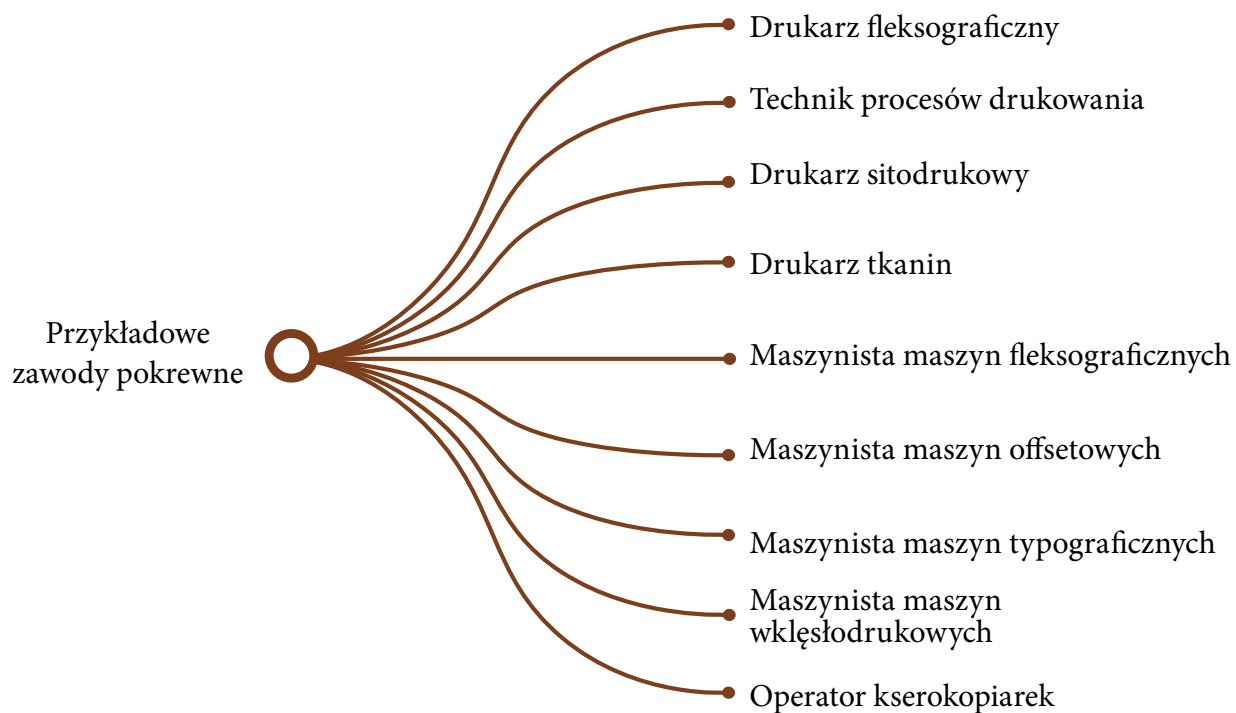 Przykładowe
zawody pokrewne
Drukarz fleksograficzny
Technik procesów drukowania
Drukarz sitodrukowy
Drukarz tkanin
Maszynista maszyn fleksograficznych
Maszynista maszyn offsetowych
Maszynista maszyn typograficznych
Maszynista maszyn
wklęsłodrukowych
Operator kserokopiarek